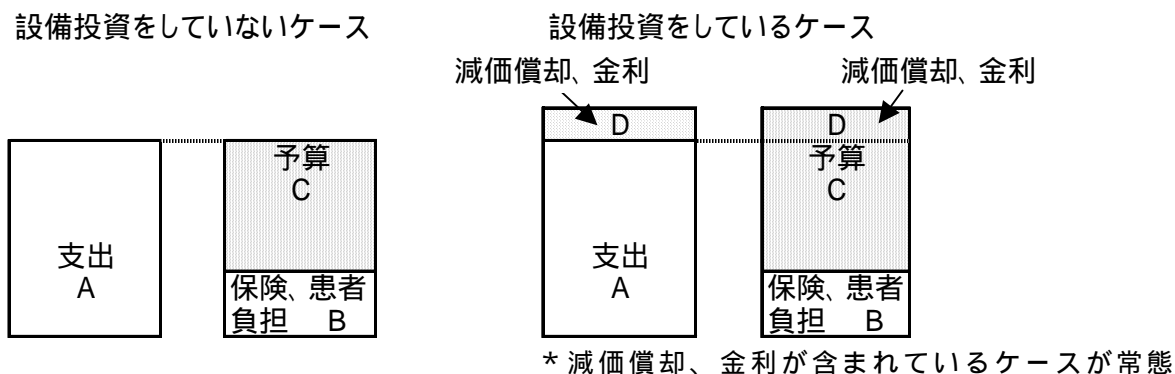 設備投資をしていないケース
設備投資をしているケース
減価償却、金利
減価償却、金利
D
D
予算
C
予算
C
支出
A
保険、患者
負担 B
支出
A
保険、患者
負担 B
*減価償却、金利が含まれているケースが常態